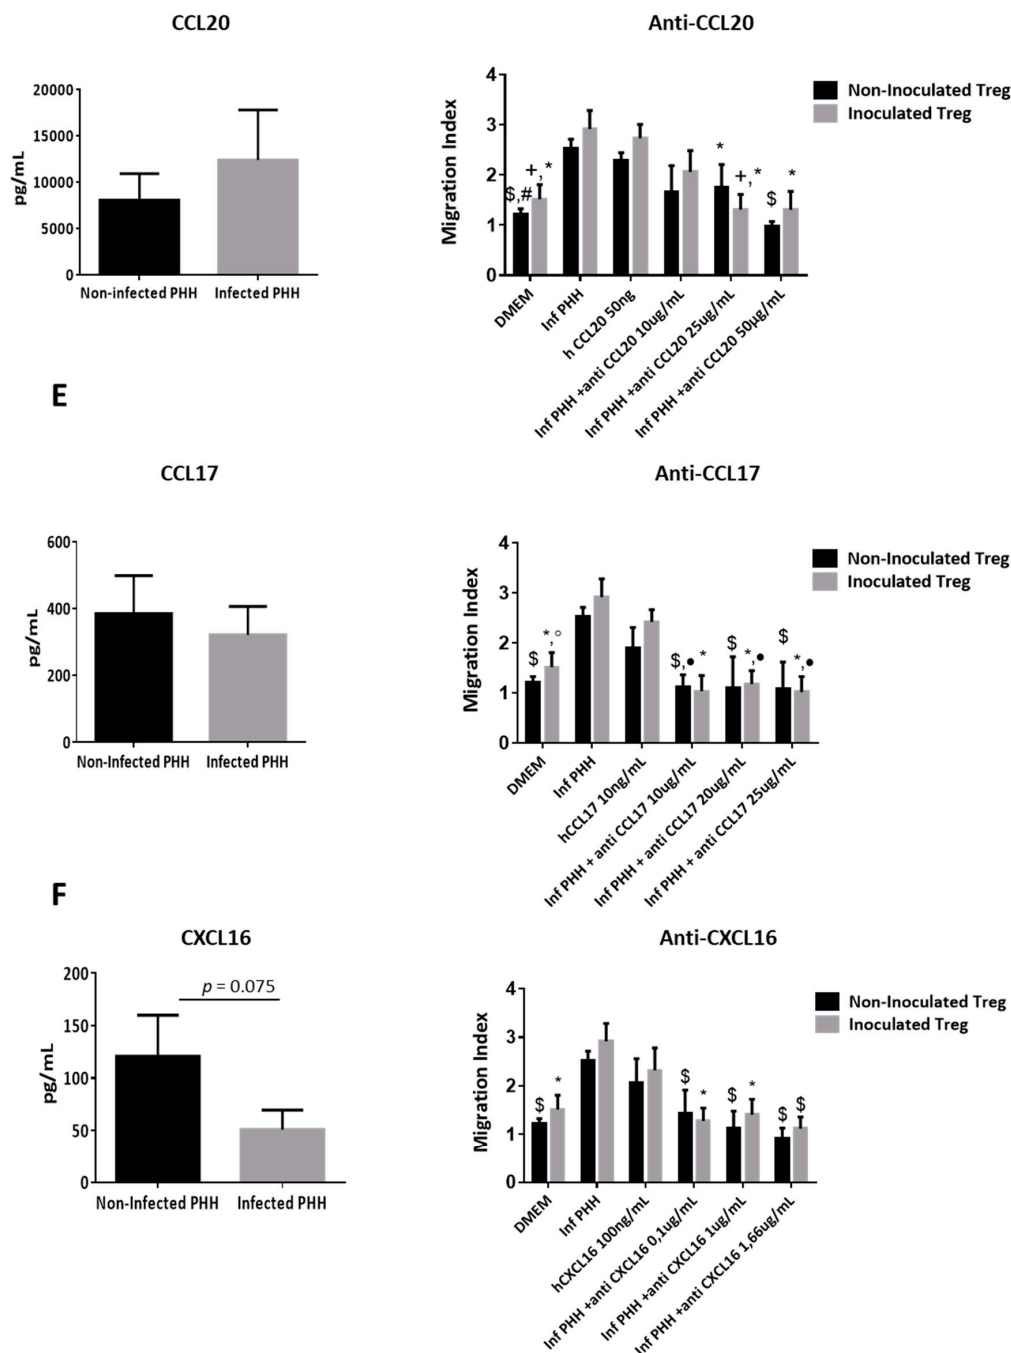 CCL20
pg/mL
20000
15000
10000
5000
0
Non-infected PHH Infected PHH
Anti-CCL20
Migration Index
4
3
2
1
0
$,# +,* * +,* $ *
Non-Inoculated Treg
Inoculated Treg
DMEM
Inf PHH
h CCL20 50ng
Inf PHH +anti CCL20 10ug/mL
Inf PHH +anti CCL20 25ug/mL
Inf PHH +anti CCL20 50µg/mL
E
CCL17
pg/mL
600
400
200
0
Non-Infected PHH Infected PHH
Anti-CCL17
Migration Index
4
3
2
1
0
$ *,° $,• * $ *,• $ *,•
Non-Inoculated Treg
Inoculated Treg
DMEM
Inf PHH
hCCL17 10ng/mL
Inf PHH + anti CCL17 10ug/mL
Inf PHH + anti CCL17 20ug/mL
Inf PHH + anti CCL17 25ug/mL
F
CXCL16
p = 0.075
pg/mL
200
150
100
50
0
Non-Infected PHH Infected PHH
Anti-CXCL16
Migration Index
4
3
2
1
0
$ * $ * $ * $ $
Non-Inoculated Treg
Inoculated Treg
DMEM
Inf PHH
hCXCL16 100ng/mL
Inf PHH +anti CXCL16 0,1ug/mL
Inf PHH +anti CXCL16 1ug/mL
Inf PHH +anti CXCL16 1,66ug/mL